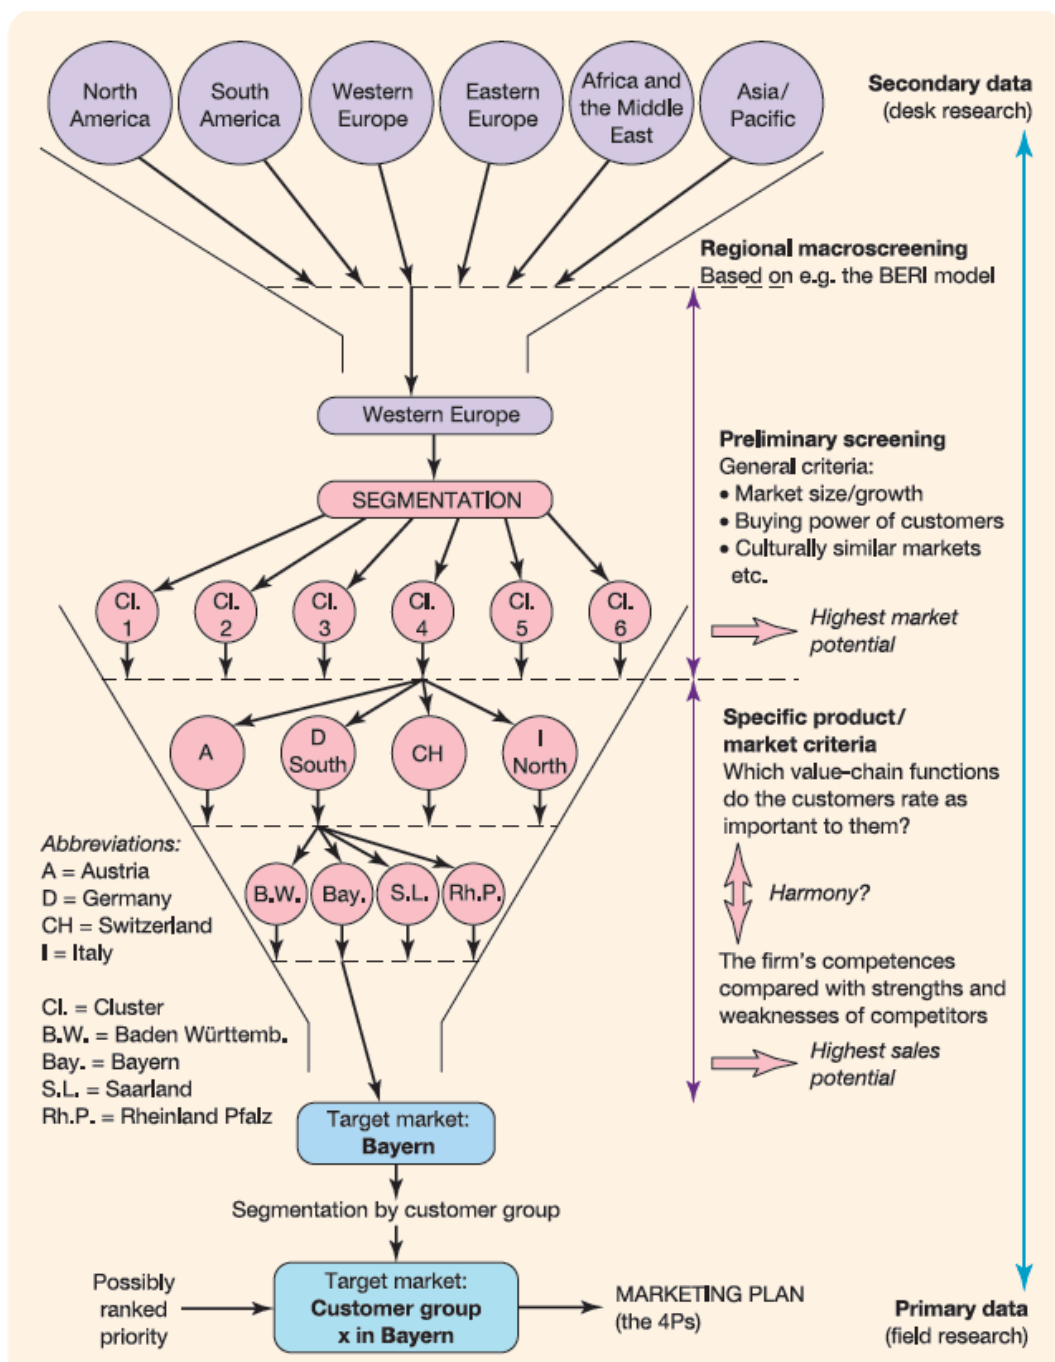 North
America
South
America
Western
Europe
Eastern
Europe
Africa and
the Middle
East
Asia/
Pacific
Secondary data
(desk research)
Regional macroscreening
Based on e.g. the BERI model
Western Europe
Preliminary screening
General criteria:
• Market size/growth
• Buying power of customers
• Culturally similar markets
etc.
SEGMENTATION
Cl.
1
Cl.
2
Cl.
3
Cl.
4
Cl.
5
Cl.
6
Highest market
potential
A
D
South
CH
I
North
Specific product/
market criteria
Which value-chain functions
do the customers rate as
important to them?
Harmony?
The firm's competences
compared with strengths and
weaknesses of competitors
Highest sales
potential
B.W.
Bay.
S.L.
Rh.P.
Abbreviations:
A = Austria
D = Germany
CH = Switzerland
I = Italy
Cl. = Cluster
B.W. = Baden Württemb.
Bay. = Bayern
S.L. = Saarland
Rh.P. = Rheinland Pfalz
Target market:
Bayern
Segmentation by customer group
Possibly
ranked
priority
Target market:
Customer group
x in Bayern
MARKETING PLAN
(the 4Ps)
Primary data
(field research)